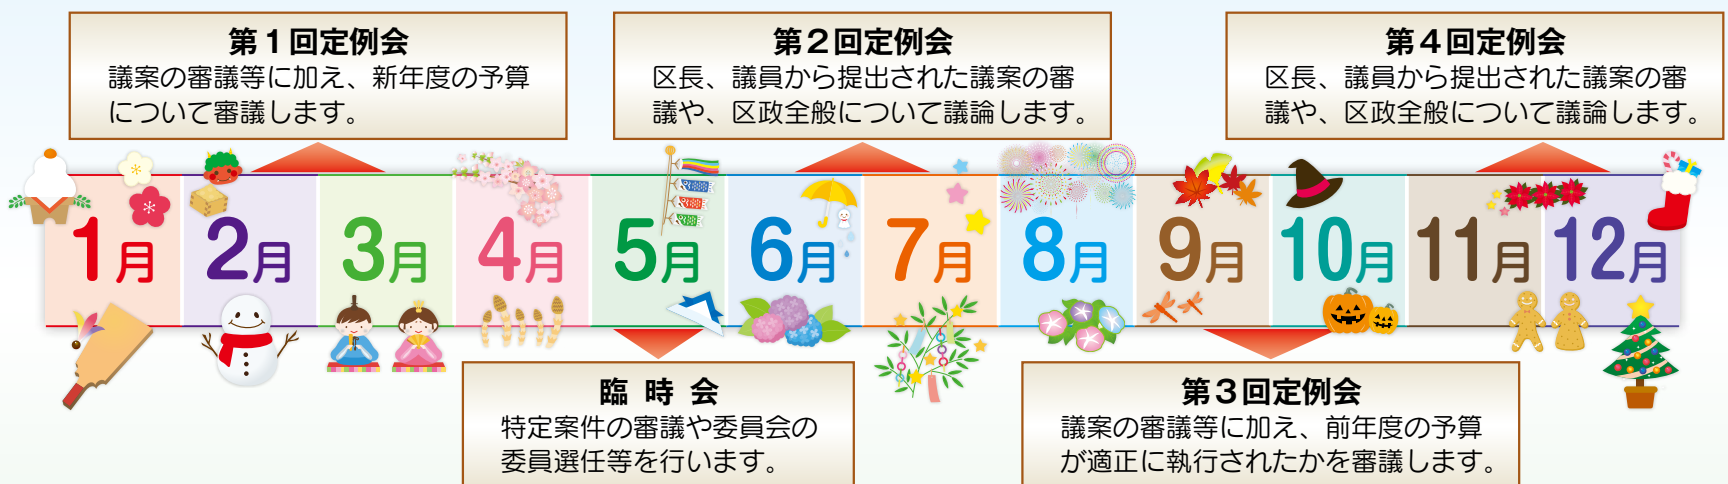 第１回定例会
議案の審議等に加え、新年度の予算
について審議します。
第２回定例会
区長、議員から提出された議案の審
議や、区政全般について議論します。
第４回定例会
区長、議員から提出された議案の審
議や、区政全般について議論します。
1月 2月 3月 4月 5月 6月 7月 8月 9月 10月 11月 12月
臨 時 会
特定案件の審議や委員会の
委員選任等を行います。
第３回定例会
議案の審議等に加え、前年度の予算
が適正に執行されたかを審議します。